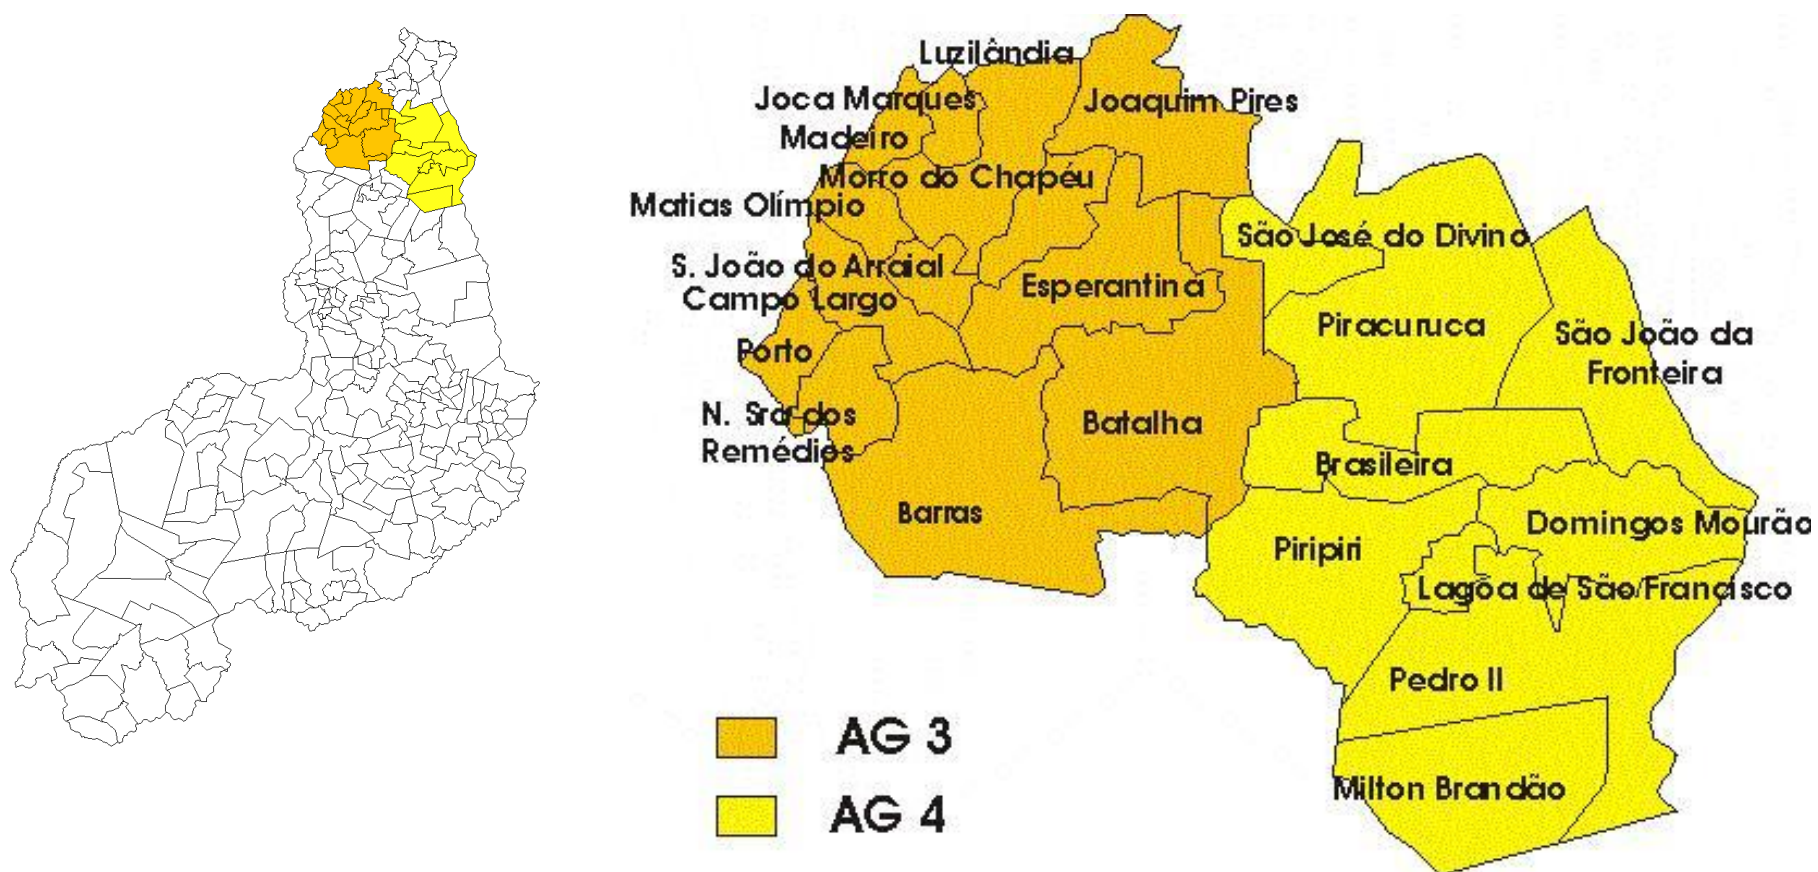 Luzilândia
Joca Marques
Joaquim Pires
Madeiro
Morro do Chapéu
Matias Olímpio
São José do Divino
S. João do Arraial
Campo Largo
Esperantina
Piracuruca
São João da
Fronteira
Porto
N. Sra dos
Remédios
Batalha
Brasileira
Barras
Domingos Mourão
Piripiri
Lagoa de São Francisco
Pedro II
AG 3
Milton Brandão
AG 4